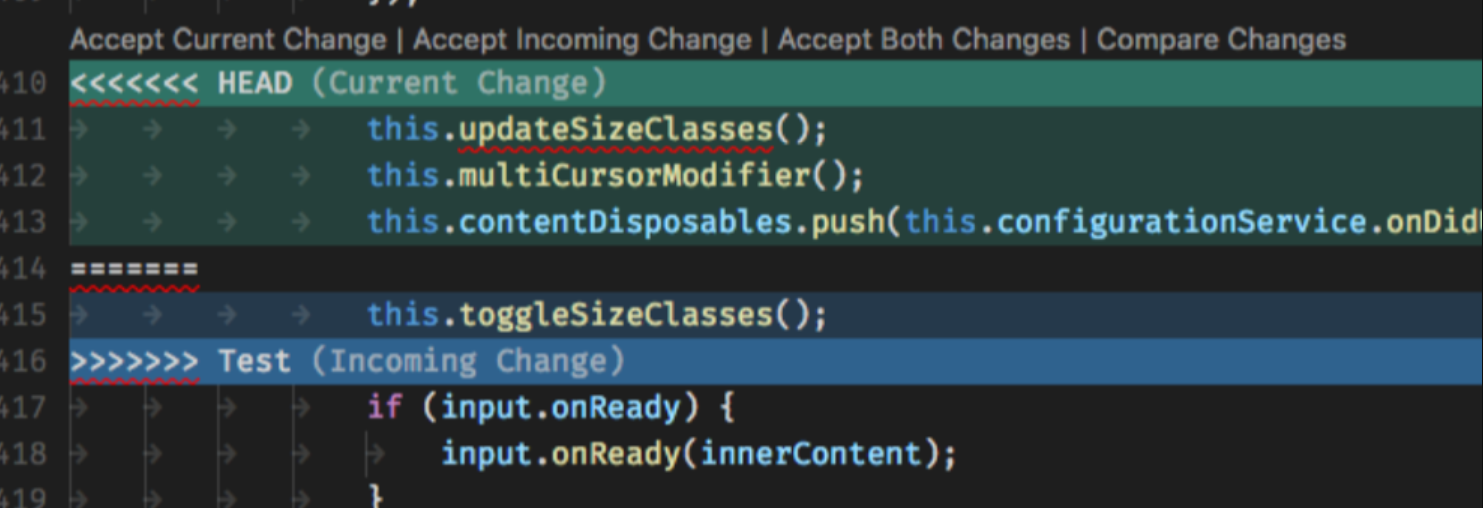 Accept Current Change | Accept Incoming Change | Accept Both Changes | Compare Changes
410 <<<<<<< HEAD (Current Change)
411 this.updateSizeClasses();
412 this.multiCursorModifier();
413 this.contentDisposables.push(this.configurationService.onDid
414 =======
415 this.toggleSizeClasses();
416 >>>>>>> Test (Incoming Change)
417 if (input.onReady) {
418 input.onReady(innerContent);
419 }